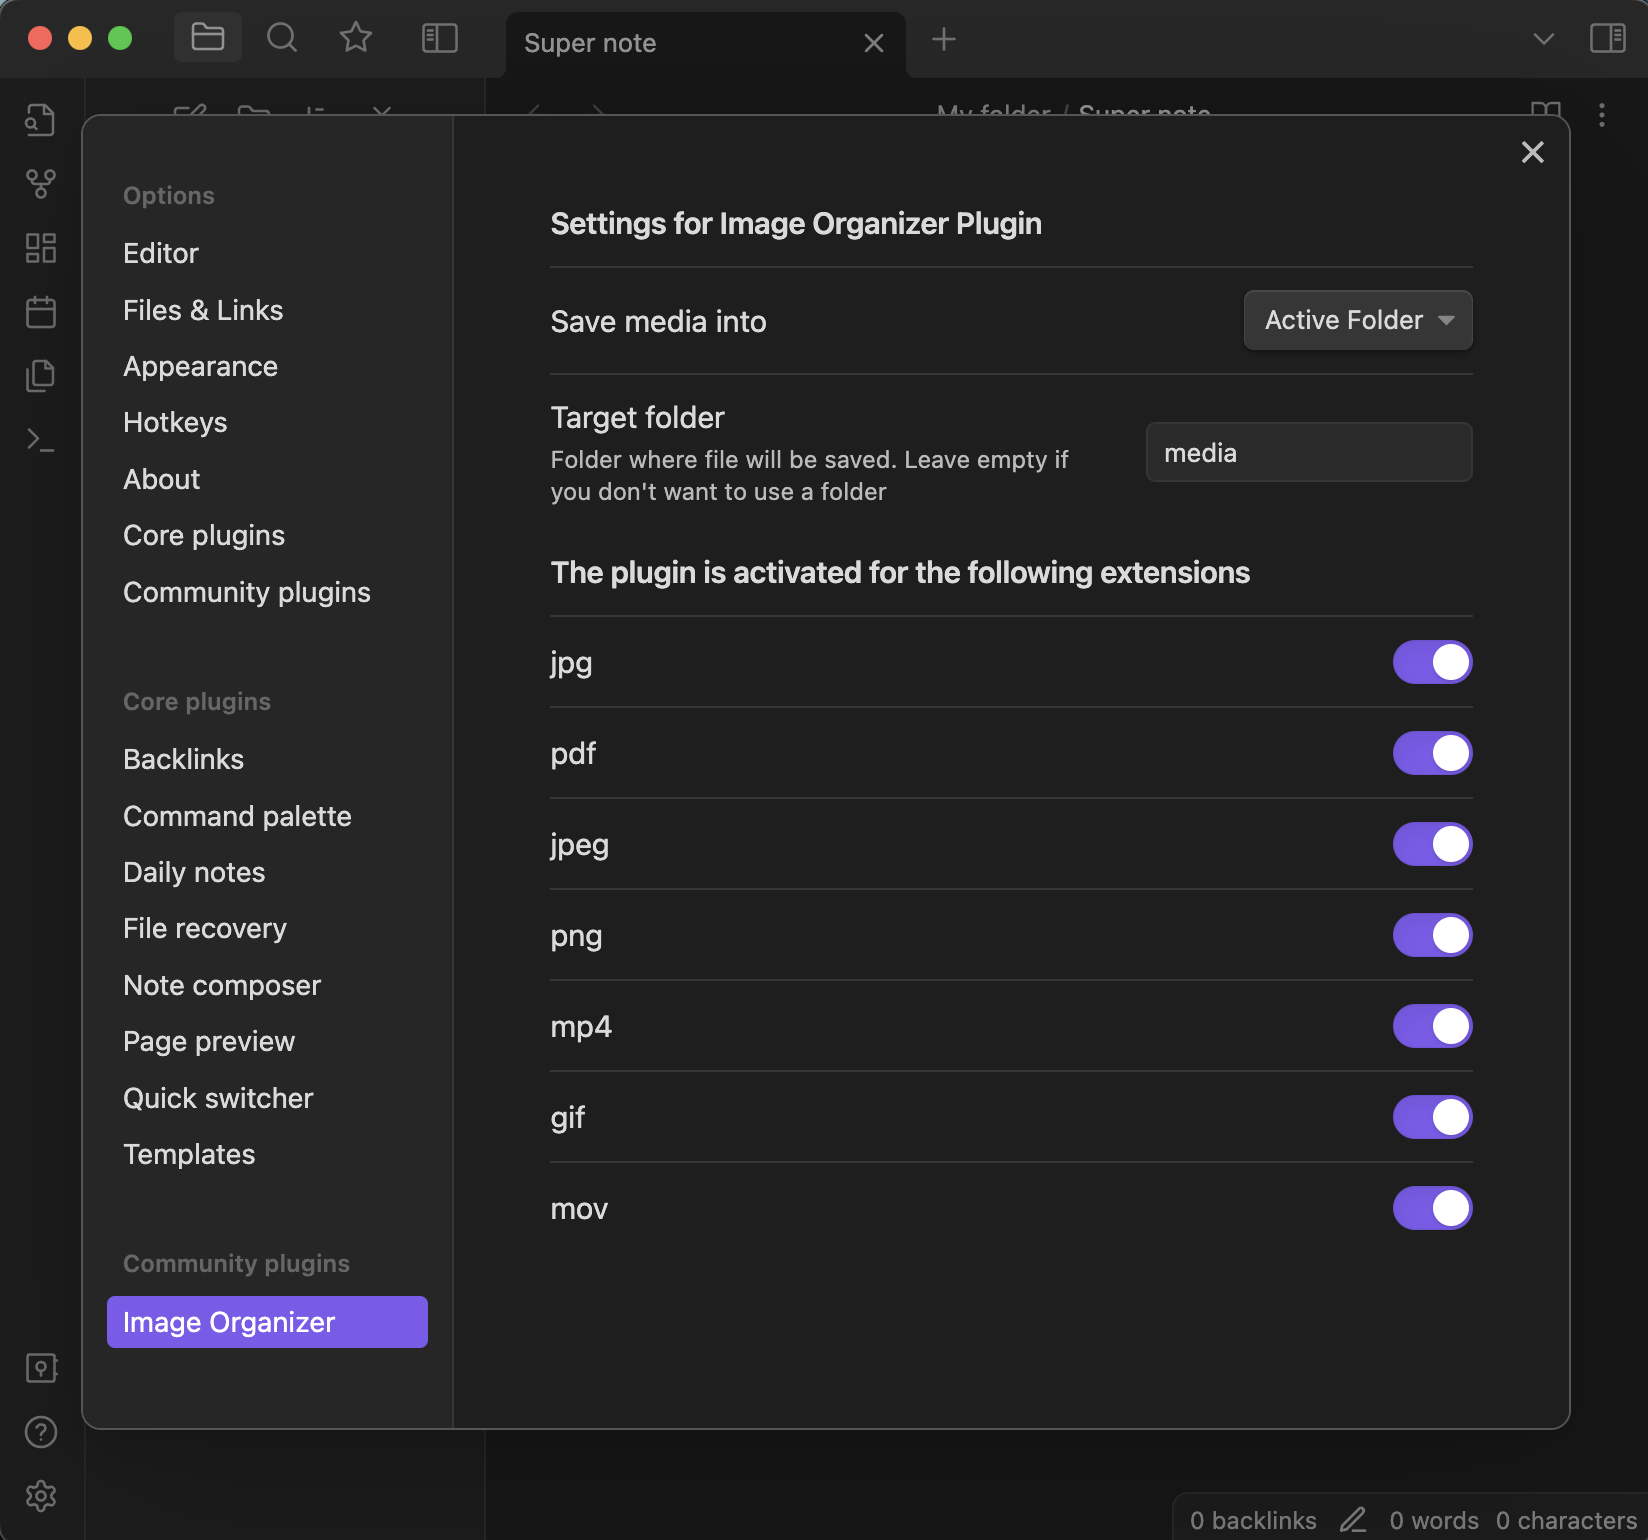 Super note
My folder / Super note
Options
Editor
Files & Links
Appearance
Hotkeys
About
Core plugins
Community plugins
Core plugins
Backlinks
Command palette
Daily notes
File recovery
Note composer
Page preview
Quick switcher
Templates
Community plugins
Image Organizer
Settings for Image Organizer Plugin
Save media into
Active Folder
Target folder
Folder where file will be saved. Leave empty if
you don't want to use a folder
media
The plugin is activated for the following extensions
jpg
pdf
jpeg
png
mp4
gif
mov
0 backlinks 0 words 0 characters